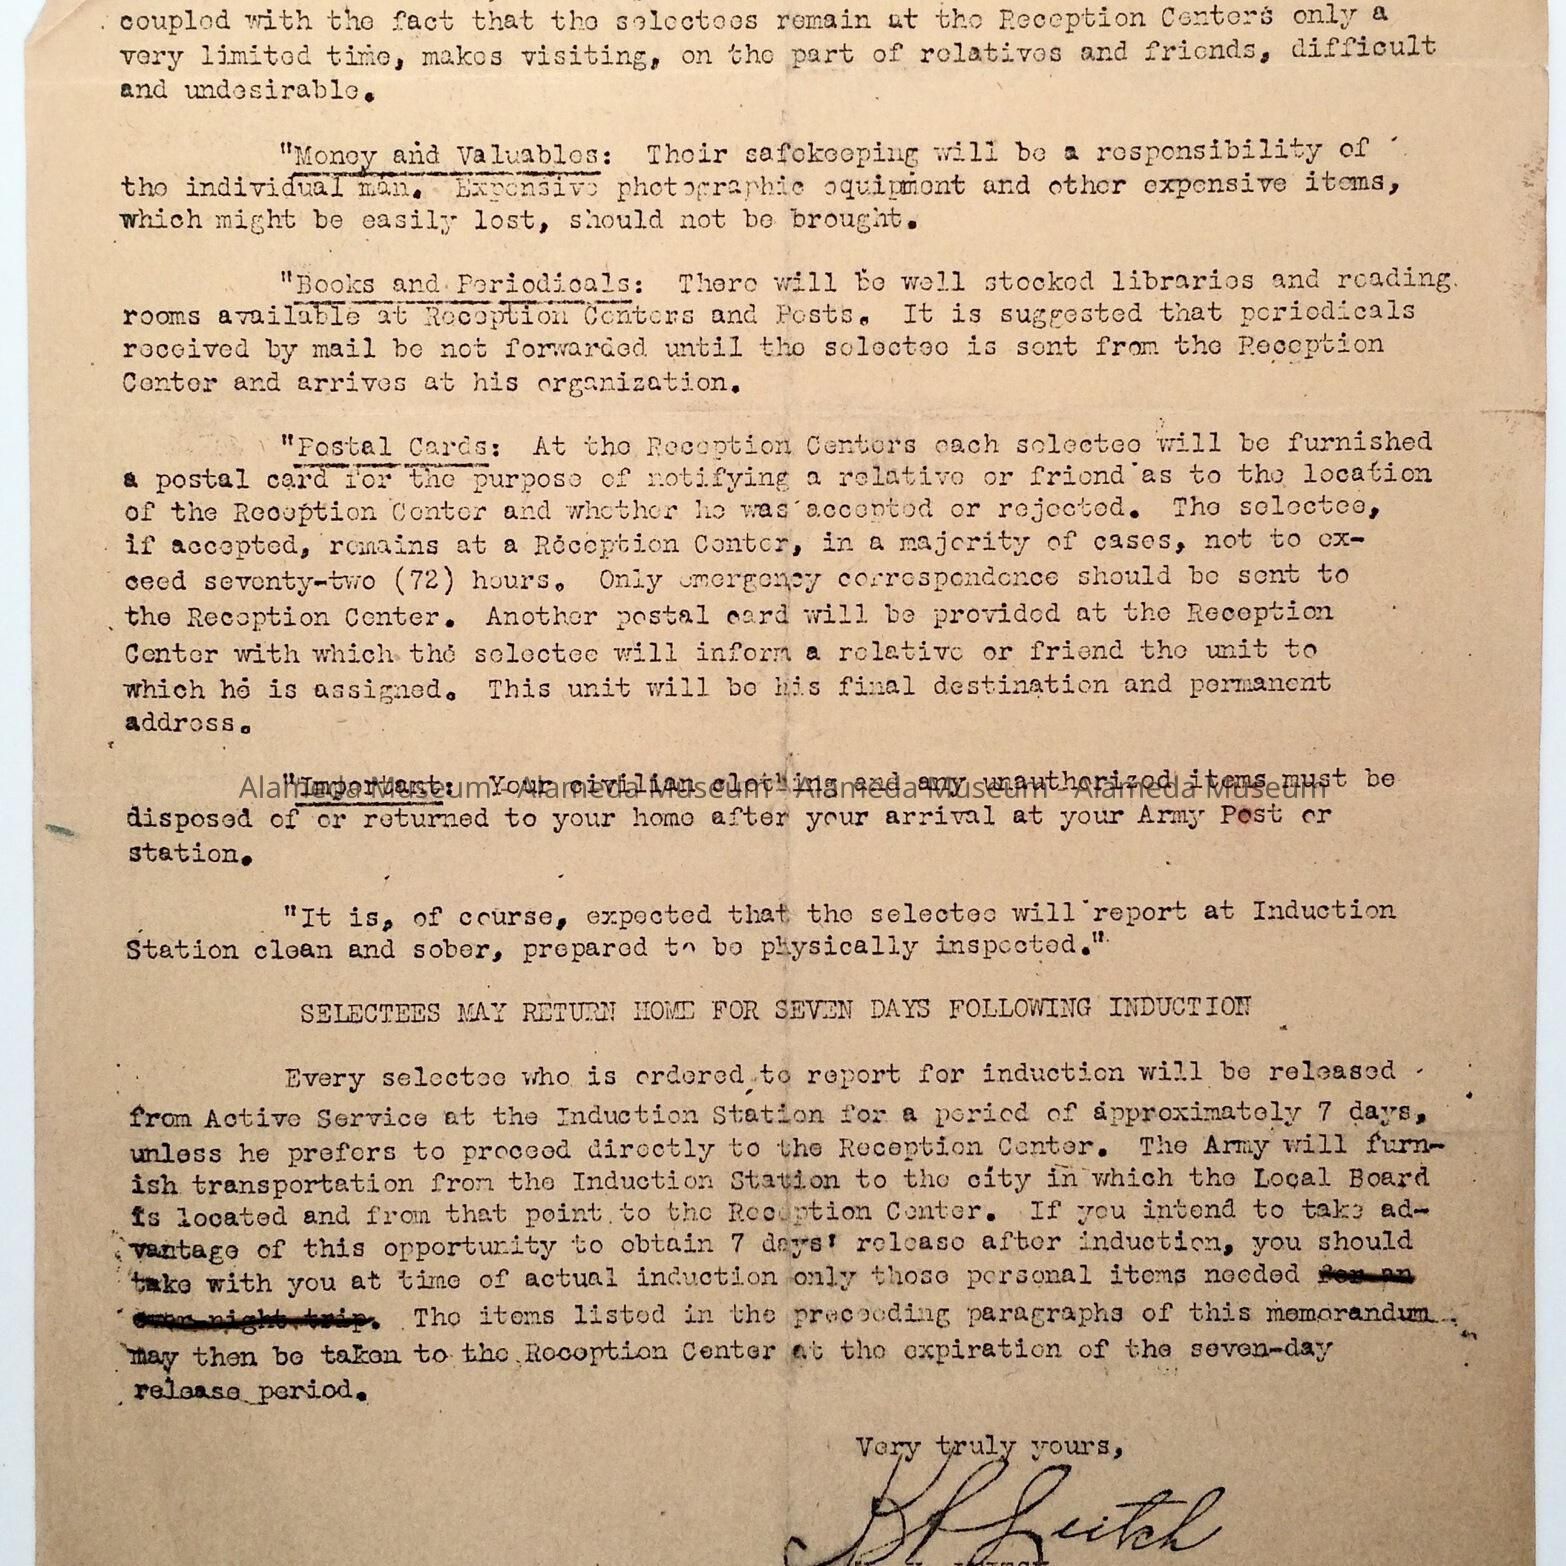 coupled with the fact that the selectees remain at the Reception Centers only a
very limited time, makes visiting, on the part of relatives and friends, difficult
and undesirable.
"Money and Valuables: Their safekeeping will be a responsibility of
the individual man. Expensive photographic equipment and other expensive items,
which might be easily lost, should not be brought.
"Books and Periodicals: There will be well stocked libraries and reading
rooms available at Reception Centers and Posts. It is suggested that periodicals
received by mail be not forwarded until the selectee is sent from the Reception
Center and arrives at his organization.
"Postal Cards: At the Reception Centers each selectee will be furnished
a postal card for the purpose of notifying a relative or friend as to the location
of the Reception Center and whether he was accepted or rejected. The selectee,
if accepted, remains at a Reception Center, in a majority of cases, not to ex-
ceed seventy-two (72) hours. Only emergency correspondence should be sent to
the Reception Center. Another postal card will be provided at the Reception
Center with which the selectee will inform a relative or friend the unit to
which he is assigned. This unit will be his final destination and permanent
address.
"Important: Your civilian clothing and any unauthorized items must be
Alameda Museum - Alameda Museum - Alameda Museum - Alameda Museum
disposed of or returned to your home after your arrival at your Army Post or
station.
"It is, of course, expected that the selectee will report at Induction
Station clean and sober, prepared to be physically inspected."
SELECTEES MAY RETURN HOME FOR SEVEN DAYS FOLLOWING INDUCTION
Every selectee who is ordered to report for induction will be released
from Active Service at the Induction Station for a period of approximately 7 days,
unless he prefers to proceed directly to the Reception Center. The Army will furn-
ish transportation from the Induction Station to the city in which the Local Board
is located and from that point to the Reception Center. If you intend to take ad-
vantage of this opportunity to obtain 7 days' release after induction, you should
take with you at time of actual induction only those personal items needed for an
over night trip. The items listed in the preceeding paragraphs of this memorandum
may then be taken to the Reception Center at the expiration of the seven-day
release period.
Very truly yours,
Leitch